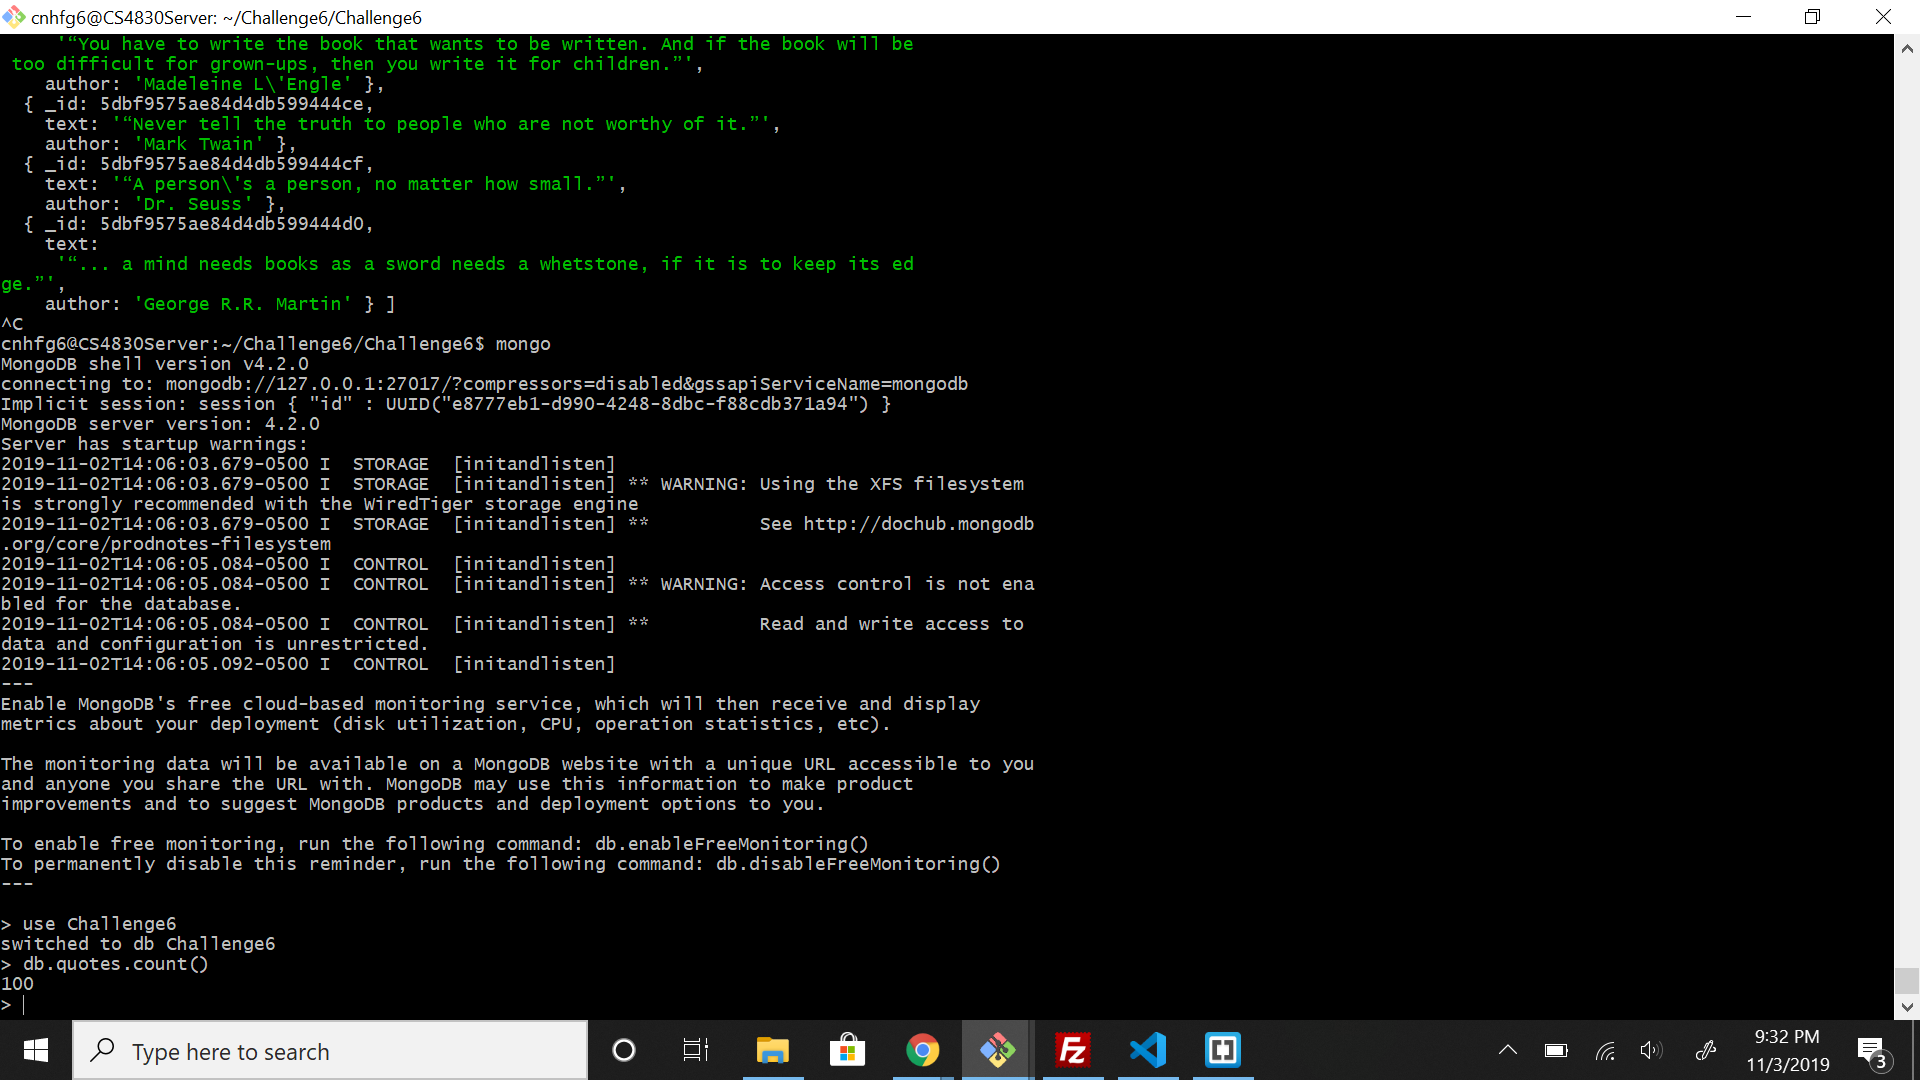 cnhfg6@CS4830Server: ~/Challenge6/Challenge6
'“You have to write the book that wants to be written. And if the book will be
too difficult for grown-ups, then you write it for children.”',
author: 'Madeleine L\'Engle' },
{ _id: 5dbf9575ae84d4db599444ce,
text: '“Never tell the truth to people who are not worthy of it.”',
author: 'Mark Twain' },
{ _id: 5dbf9575ae84d4db599444cf,
text: '“A person\'s a person, no matter how small.”',
author: 'Dr. Seuss' },
{ _id: 5dbf9575ae84d4db599444d0,
text:
'“... a mind needs books as a sword needs a whetstone, if it is to keep its ed
ge.”',
author: 'George R.R. Martin' } ]
^C
cnhfg6@CS4830Server:~/Challenge6/Challenge6$ mongo
MongoDB shell version v4.2.0
connecting to: mongodb://127.0.0.1:27017/?compressors=disabled&gssapiServiceName=mongodb
Implicit session: session { "id" : UUID("e8777eb1-d990-4248-8dbc-f88cdb371a94") }
MongoDB server version: 4.2.0
Server has startup warnings:
2019-11-02T14:06:03.679-0500 I  STORAGE  [initandlisten]
2019-11-02T14:06:03.679-0500 I  STORAGE  [initandlisten] ** WARNING: Using the XFS filesystem
is strongly recommended with the WiredTiger storage engine
2019-11-02T14:06:03.679-0500 I  STORAGE  [initandlisten] **          See http://dochub.mongodb
.org/core/prodnotes-filesystem
2019-11-02T14:06:05.084-0500 I  CONTROL  [initandlisten]
2019-11-02T14:06:05.084-0500 I  CONTROL  [initandlisten] ** WARNING: Access control is not ena
bled for the database.
2019-11-02T14:06:05.084-0500 I  CONTROL  [initandlisten] **          Read and write access to
data and configuration is unrestricted.
2019-11-02T14:06:05.092-0500 I  CONTROL  [initandlisten]
---
Enable MongoDB's free cloud-based monitoring service, which will then receive and display
metrics about your deployment (disk utilization, CPU, operation statistics, etc).
The monitoring data will be available on a MongoDB website with a unique URL accessible to you
and anyone you share the URL with. MongoDB may use this information to make product
improvements and to suggest MongoDB products and deployment options to you.
To enable free monitoring, run the following command: db.enableFreeMonitoring()
To permanently disable this reminder, run the following command: db.disableFreeMonitoring()
---
> use Challenge6
switched to db Challenge6
> db.quotes.count()
100
>
Type here to search
Fz
9:32 PM
11/3/2019
3